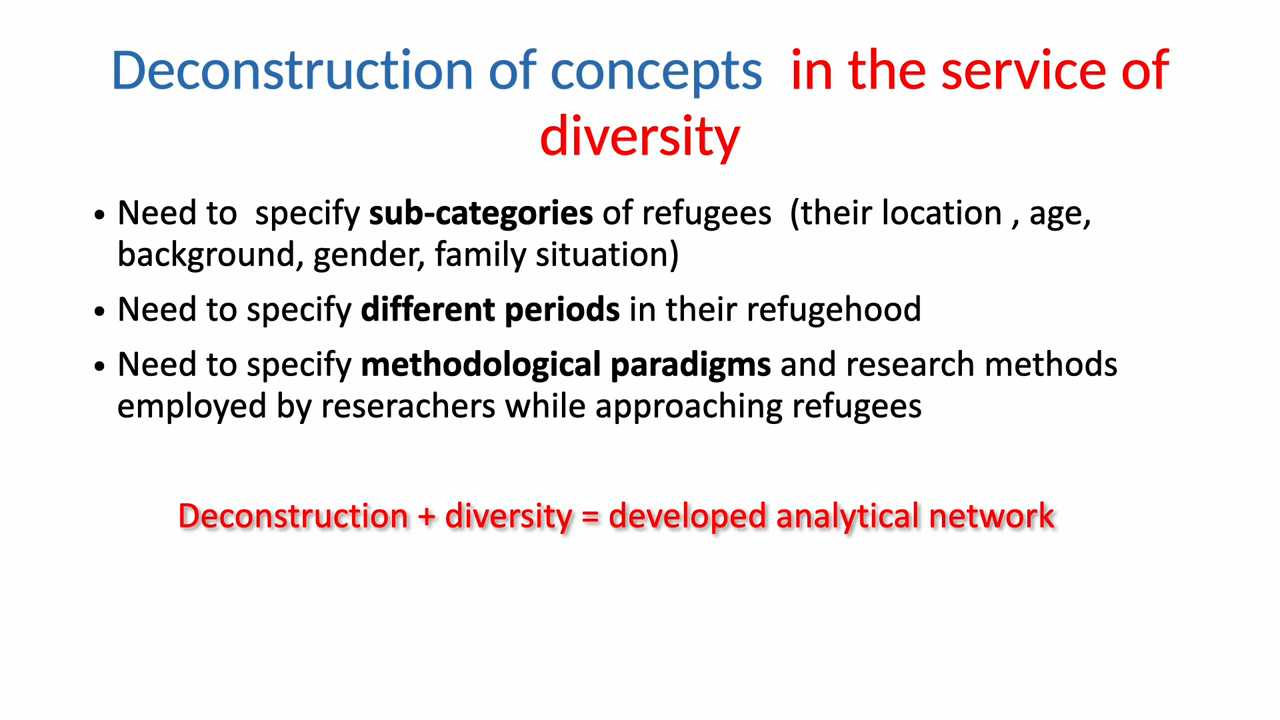 Deconstruction of concepts  in the service of
diversity
• Need to  specify sub-categories of refugees  (their location , age,
background, gender, family situation)
• Need to specify different periods in their refugehood
• Need to specify methodological paradigms and research methods
employed by reserachers while approaching refugees
Deconstruction + diversity = developed analytical network